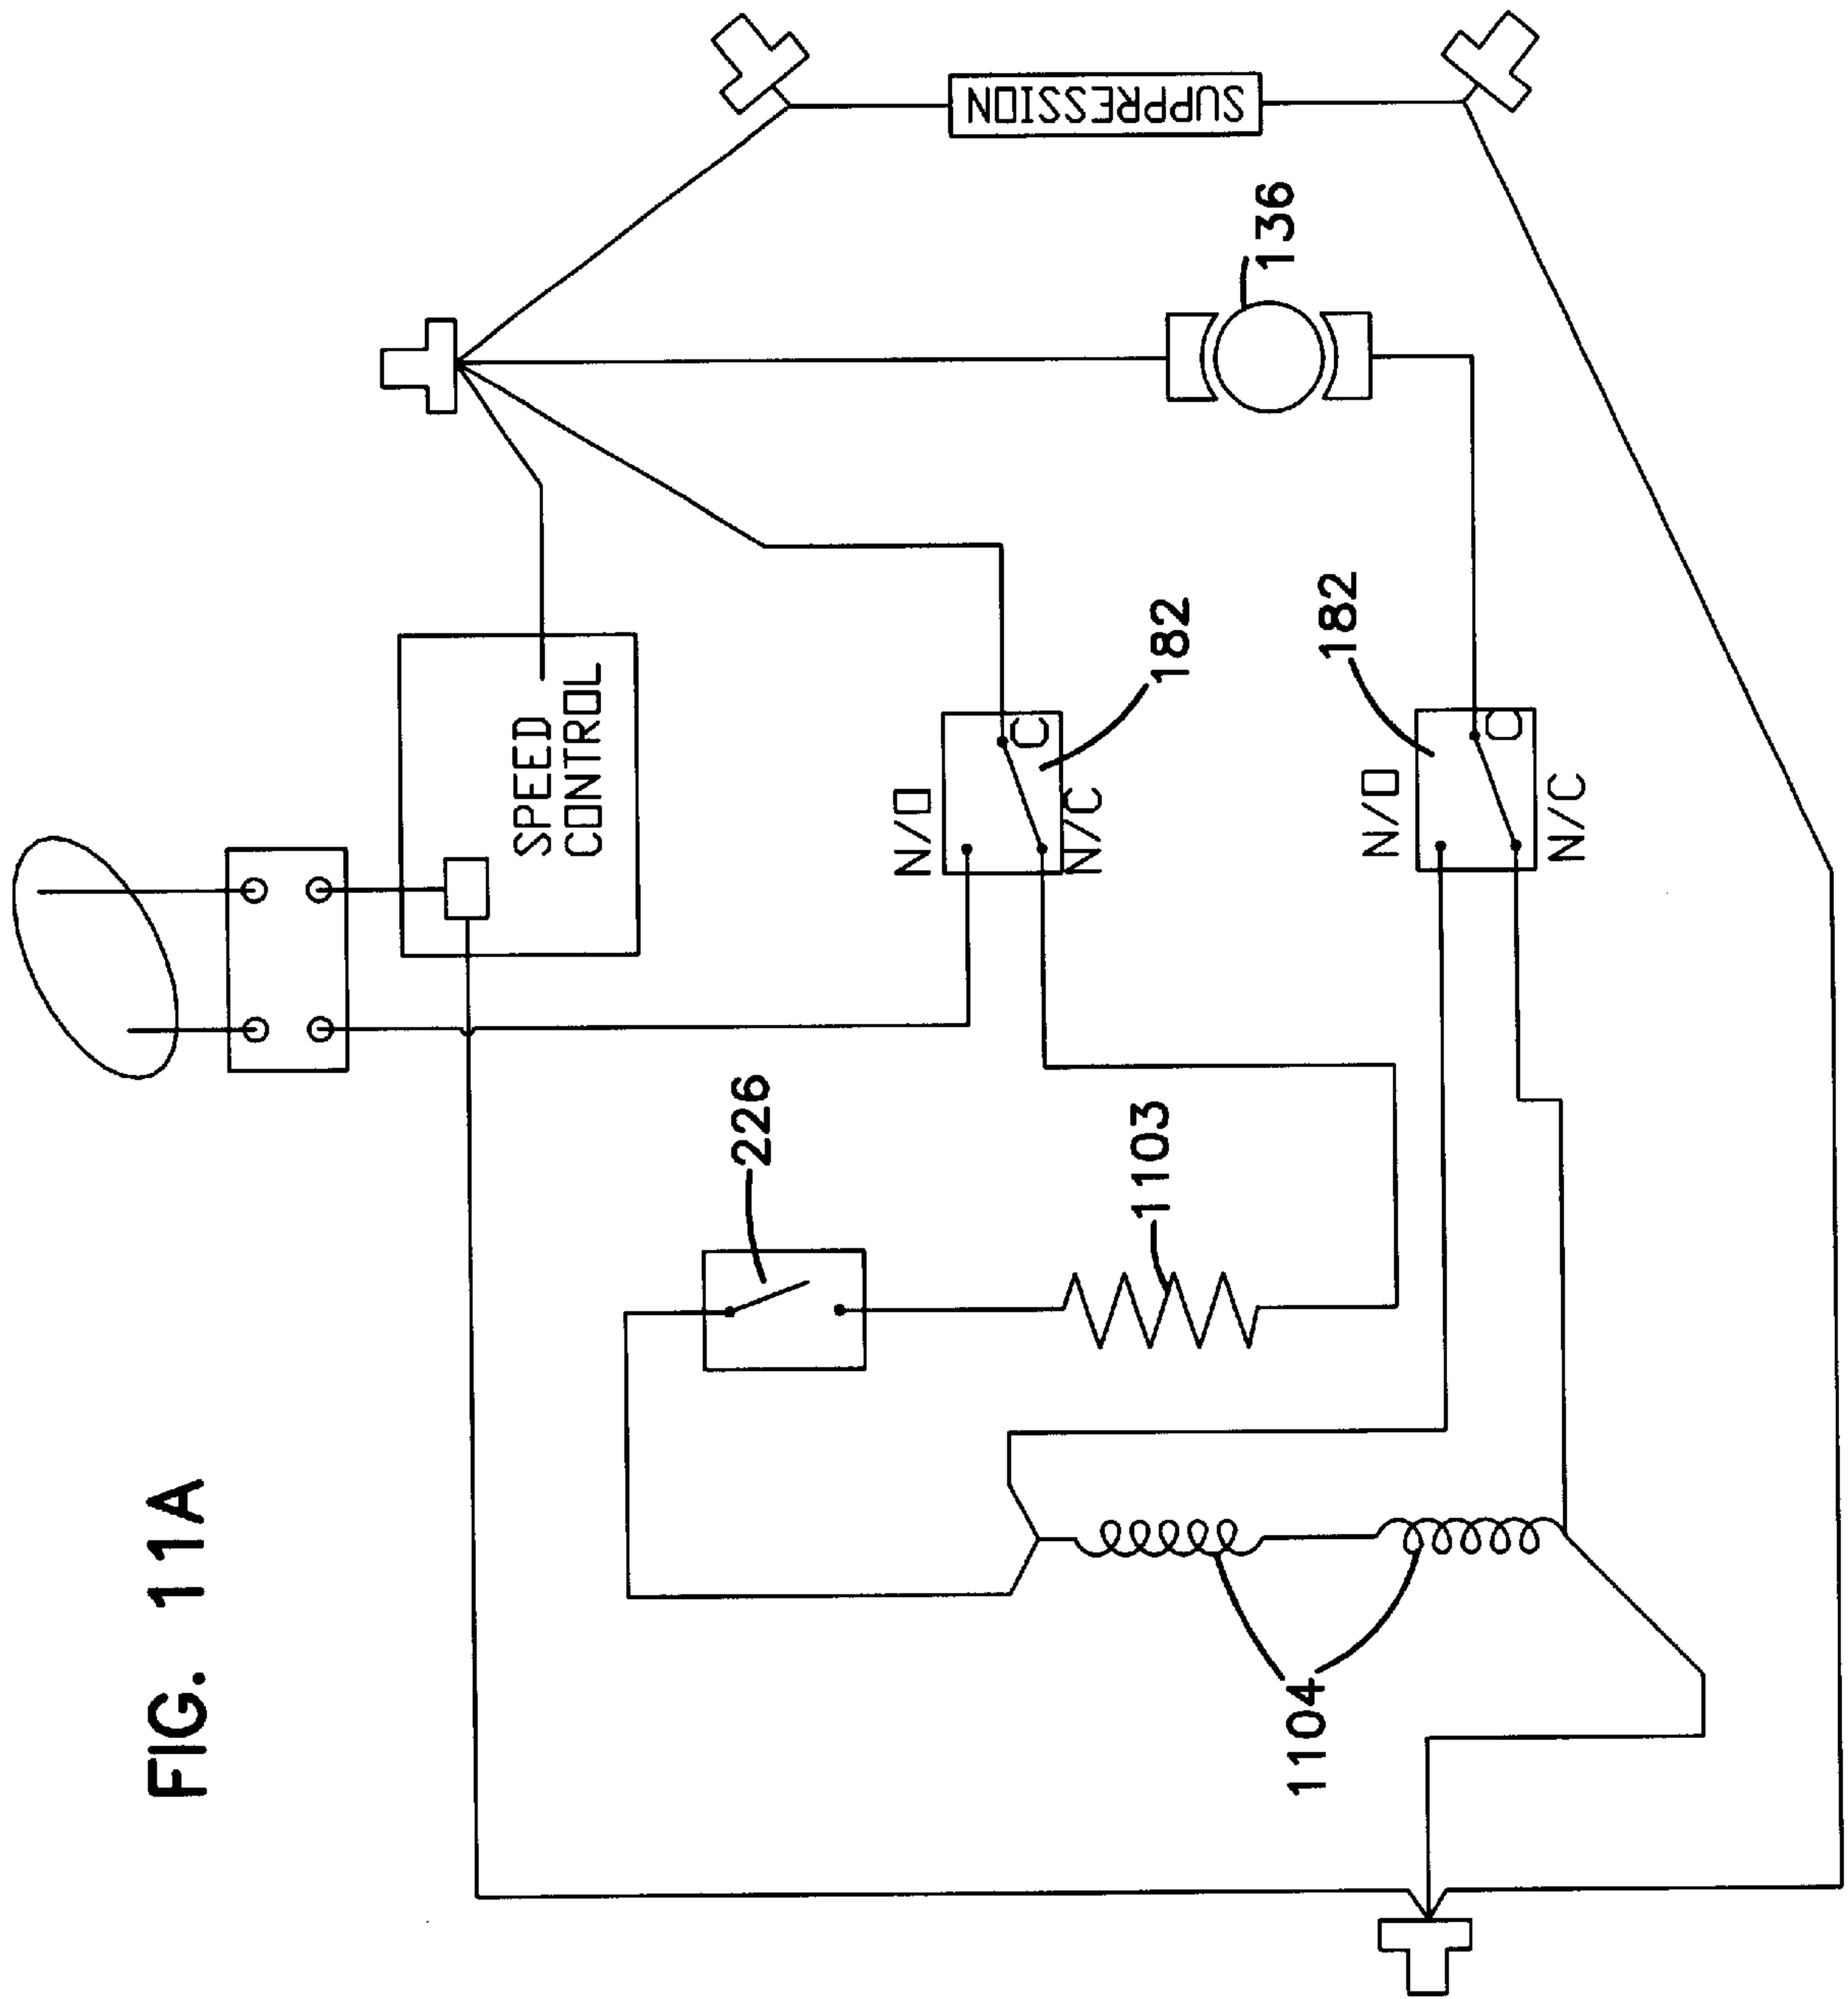 FIG. 11A
SPEED
CONTROL
SUPPRESSION
136
182
N/O
C
N/C
182
N/O
C
N/C
226
1103
1104